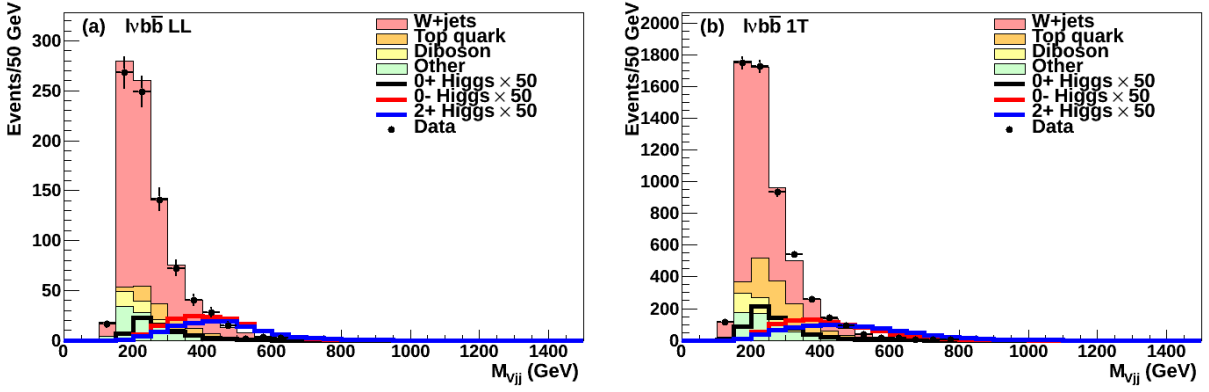 (a) lνbb̅ LL
Events/50 GeV
300
250
200
150
100
50
0
W+jets
Top quark
Diboson
Other
0+ Higgs × 50
0- Higgs × 50
2+ Higgs × 50
Data
0 200 400 600 800 1000 1200 1400
M_Vjj (GeV)
(b) lνbb̅ 1T
Events/50 GeV
2000
1800
1600
1400
1200
1000
800
600
400
200
0
W+jets
Top quark
Diboson
Other
0+ Higgs × 50
0- Higgs × 50
2+ Higgs × 50
Data
0 200 400 600 800 1000 1200 1400
M_Vjj (GeV)